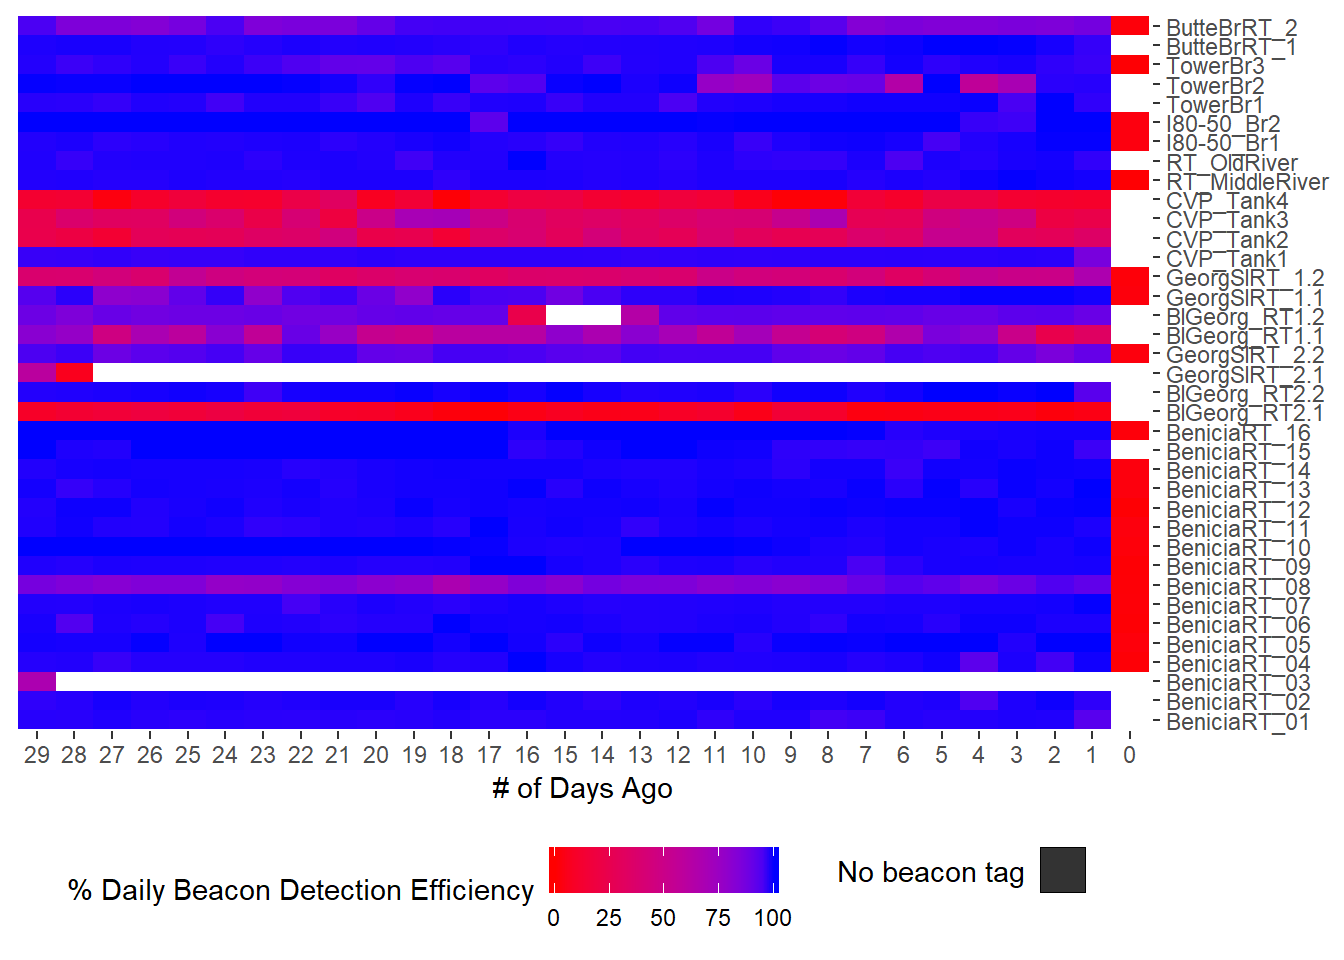 ButteBrRT_2
ButteBrRT_1
TowerBr3
TowerBr2
TowerBr1
I80-50_Br2
I80-50_Br1
RT_OldRiver
RT_MiddleRiver
CVP_Tank4
CVP_Tank3
CVP_Tank2
CVP_Tank1
GeorgSlRT_1.2
GeorgSlRT_1.1
BlGeorg_RT1.2
BlGeorg_RT1.1
GeorgSlRT_2.2
GeorgSlRT_2.1
BlGeorg_RT2.2
BlGeorg_RT2.1
BeniciaRT_16
BeniciaRT_15
BeniciaRT_14
BeniciaRT_13
BeniciaRT_12
BeniciaRT_11
BeniciaRT_10
BeniciaRT_09
BeniciaRT_08
BeniciaRT_07
BeniciaRT_06
BeniciaRT_05
BeniciaRT_04
BeniciaRT_03
BeniciaRT_02
BeniciaRT_01
29 28 27 26 25 24 23 22 21 20 19 18 17 16 15 14 13 12 11 10 9 8 7 6 5 4 3 2 1 0
# of Days Ago
% Daily Beacon Detection Efficiency
0 25 50 75 100
No beacon tag